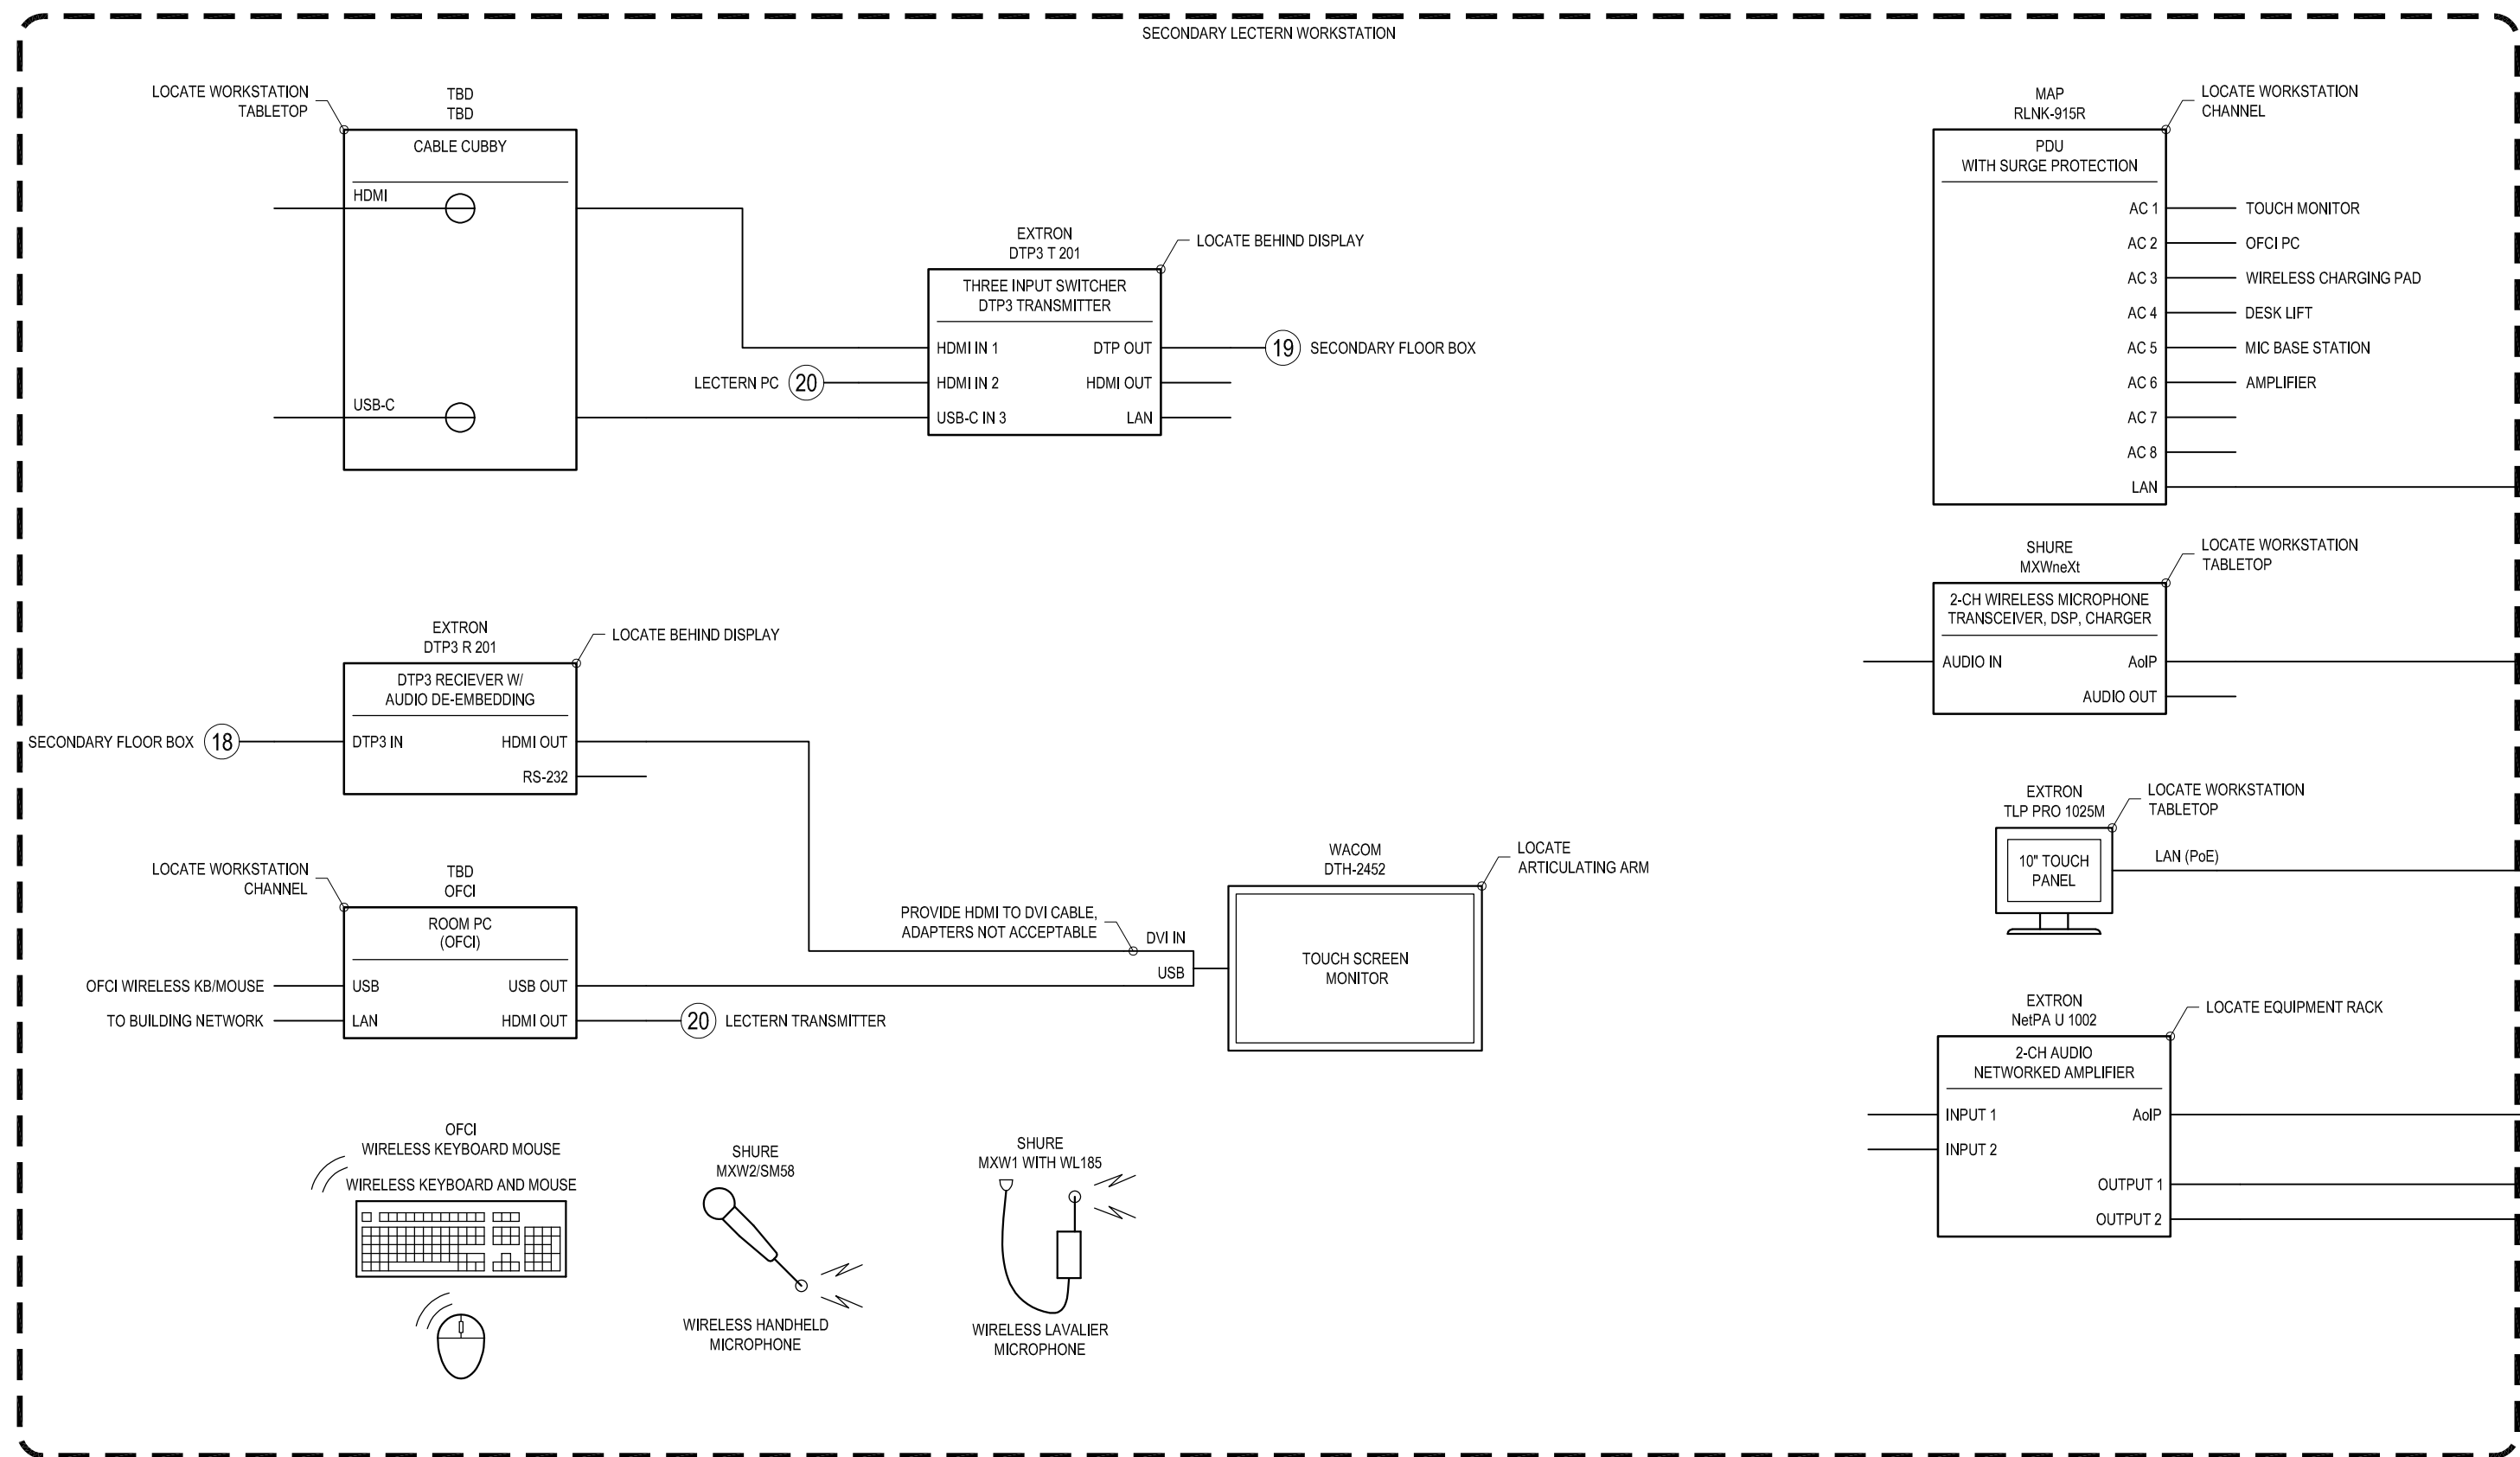 SECONDARY LECTERN WORKSTATION
LOCATE WORKSTATION
TABLETOP
TBD
TBD
CABLE CUBBY
HDMI
USB-C
EXTRON
DTP3 T 201
LOCATE BEHIND DISPLAY
THREE INPUT SWITCHER
DTP3 TRANSMITTER
HDMI IN 1
DTP OUT
19 SECONDARY FLOOR BOX
LECTERN PC 20
HDMI IN 2
HDMI OUT
USB-C IN 3
LAN
MAP
RLNK-915R
LOCATE WORKSTATION
CHANNEL
PDU
WITH SURGE PROTECTION
AC 1
TOUCH MONITOR
AC 2
OFCI PC
AC 3
WIRELESS CHARGING PAD
AC 4
DESK LIFT
AC 5
MIC BASE STATION
AC 6
AMPLIFIER
AC 7
AC 8
LAN
SHURE
MXWneXt
LOCATE WORKSTATION
TABLETOP
2-CH WIRELESS MICROPHONE
TRANSCEIVER, DSP, CHARGER
AUDIO IN
AoIP
AUDIO OUT
EXTRON
DTP3 R 201
LOCATE BEHIND DISPLAY
DTP3 RECIEVER W/
AUDIO DE-EMBEDDING
SECONDARY FLOOR BOX 18
DTP3 IN
HDMI OUT
RS-232
EXTRON
TLP PRO 1025M
LOCATE WORKSTATION
TABLETOP
10" TOUCH
PANEL
LAN (PoE)
LOCATE WORKSTATION
CHANNEL
TBD
OFCI
ROOM PC
(OFCI)
OFCI WIRELESS KB/MOUSE
USB
USB OUT
TO BUILDING NETWORK
LAN
HDMI OUT
20 LECTERN TRANSMITTER
PROVIDE HDMI TO DVI CABLE,
ADAPTERS NOT ACCEPTABLE
DVI IN
USB
WACOM
DTH-2452
LOCATE
ARTICULATING ARM
TOUCH SCREEN
MONITOR
EXTRON
NetPA U 1002
LOCATE EQUIPMENT RACK
2-CH AUDIO
NETWORKED AMPLIFIER
INPUT 1
AoIP
INPUT 2
OUTPUT 1
OUTPUT 2
OFCI
WIRELESS KEYBOARD MOUSE
WIRELESS KEYBOARD AND MOUSE
SHURE
MXW2/SM58
WIRELESS HANDHELD
MICROPHONE
SHURE
MXW1 WITH WL185
WIRELESS LAVALIER
MICROPHONE